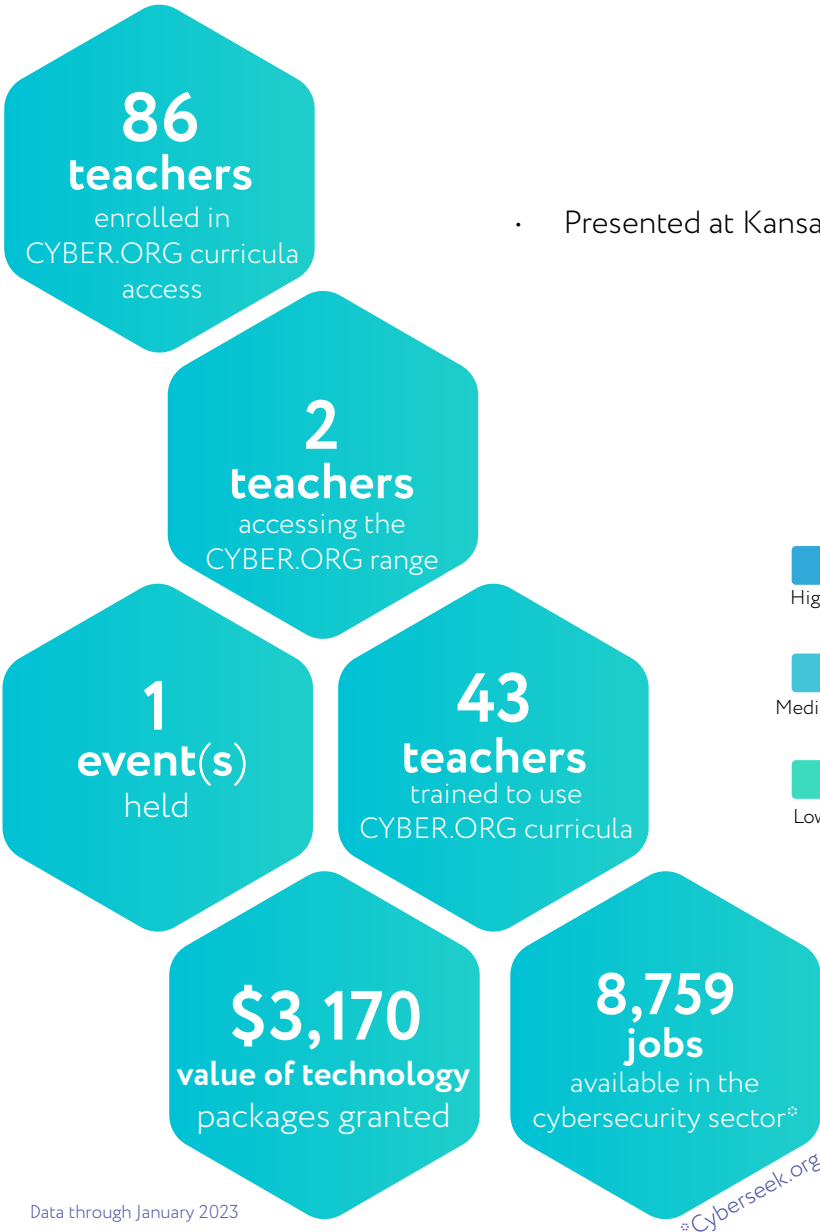 86
teachers
enrolled in
CYBER.ORG curricula
access
• Presented at Kansa
2
teachers
accessing the
CYBER.ORG range
Hig
Medi
Low
1
event(s)
held
43
teachers
trained to use
CYBER.ORG curricula
$3,170
value of technology
packages granted
8,759
jobs
available in the
cybersecurity sector*
*Cyberseek.org
Data through January 2023